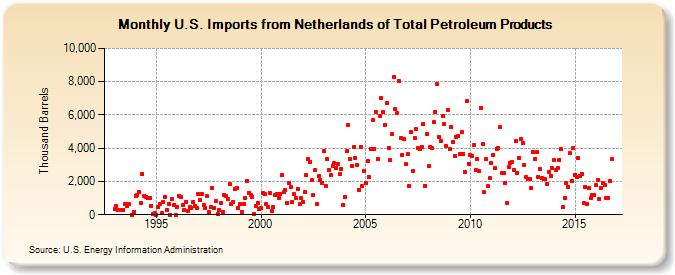 Monthly U.S. Imports from Netherlands of Total Petroleum Products
Thousand Barrels
10,000
8,000
6,000
4,000
2,000
0
1995 2000 2005 2010 2015
Source: U.S. Energy Information Administration